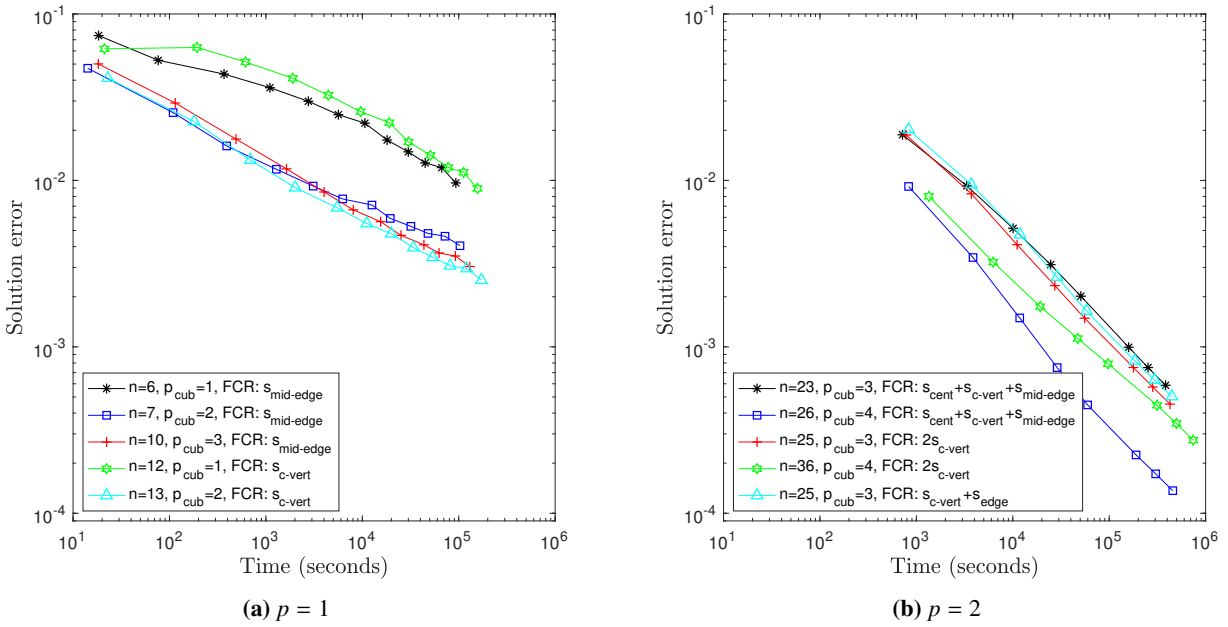 10^0
10^-1
10^-2
10^-3
10^-4
Solution error
n=6, p_cub=1, FCR: s_mid-edge
n=7, p_cub=2, FCR: s_mid-edge
n=10, p_cub=3, FCR: s_mid-edge
n=12, p_cub=1, FCR: s_c-vert
n=13, p_cub=2, FCR: s_c-vert
10^1 10^2 10^3 10^4 10^5 10^6
Time (seconds)
(a) p = 1
10^0
10^-1
10^-2
10^-3
10^-4
Solution error
n=23, p_cub=3, FCR: s_cent+s_c-vert+s_mid-edge
n=26, p_cub=4, FCR: s_cent+s_c-vert+s_mid-edge
n=25, p_cub=3, FCR: 2s_c-vert
n=36, p_cub=4, FCR: 2s_c-vert
n=25, p_cub=3, FCR: s_c-vert+s_edge
10^1 10^2 10^3 10^4 10^5 10^6
Time (seconds)
(b) p = 2